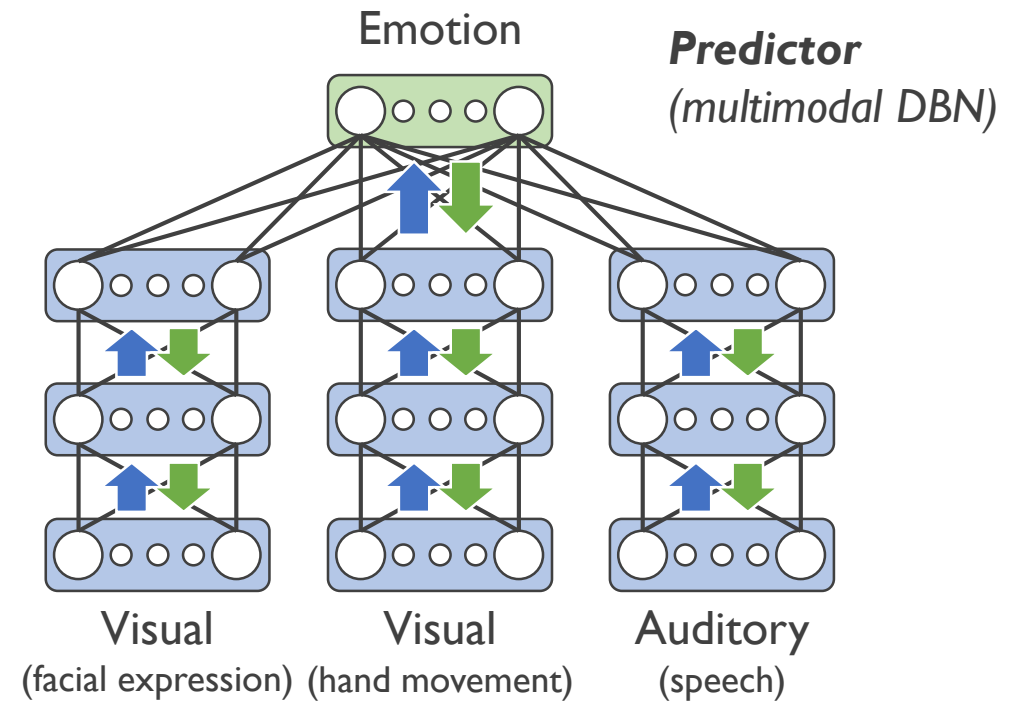 Emotion
Predictor
(multimodal DBN)
Visual
(facial expression)
Visual
(hand movement)
Auditory
(speech)